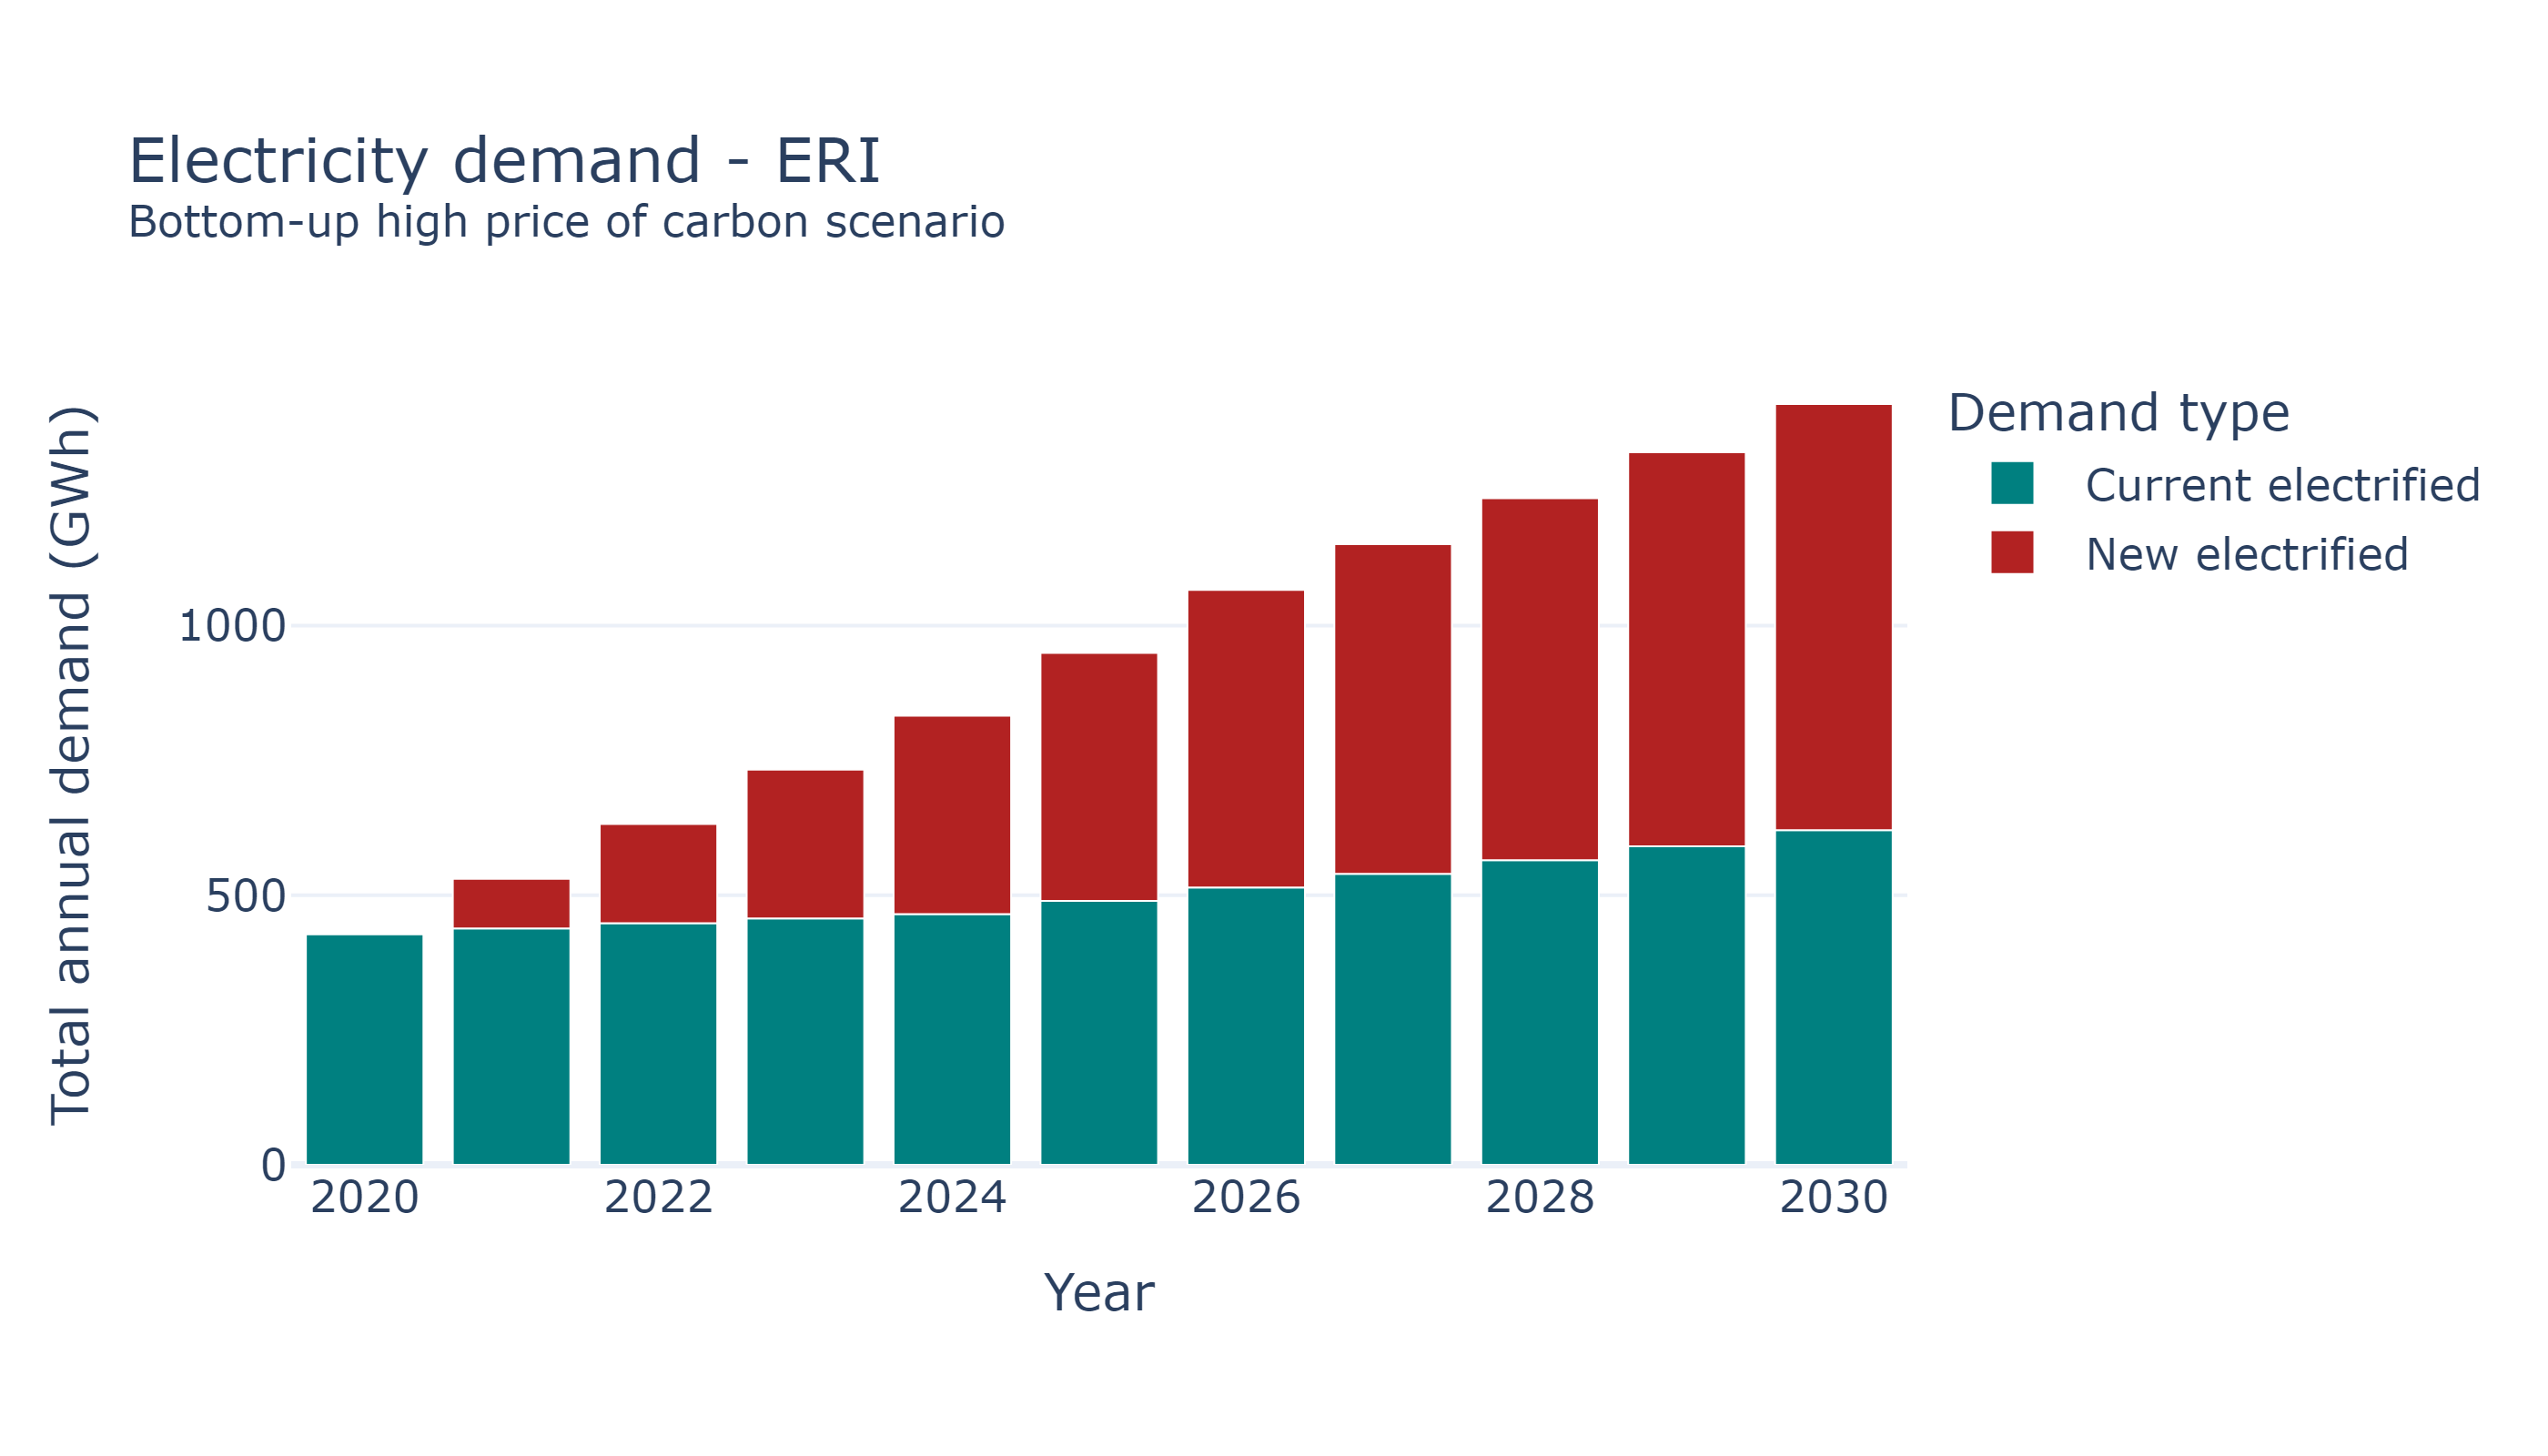 Electricity demand - ERI
Bottom-up high price of carbon scenario
Total annual demand (GWh)
1000
500
0
2020
2022
2024
2026
2028
2030
Year
Demand type
Current electrified
New electrified